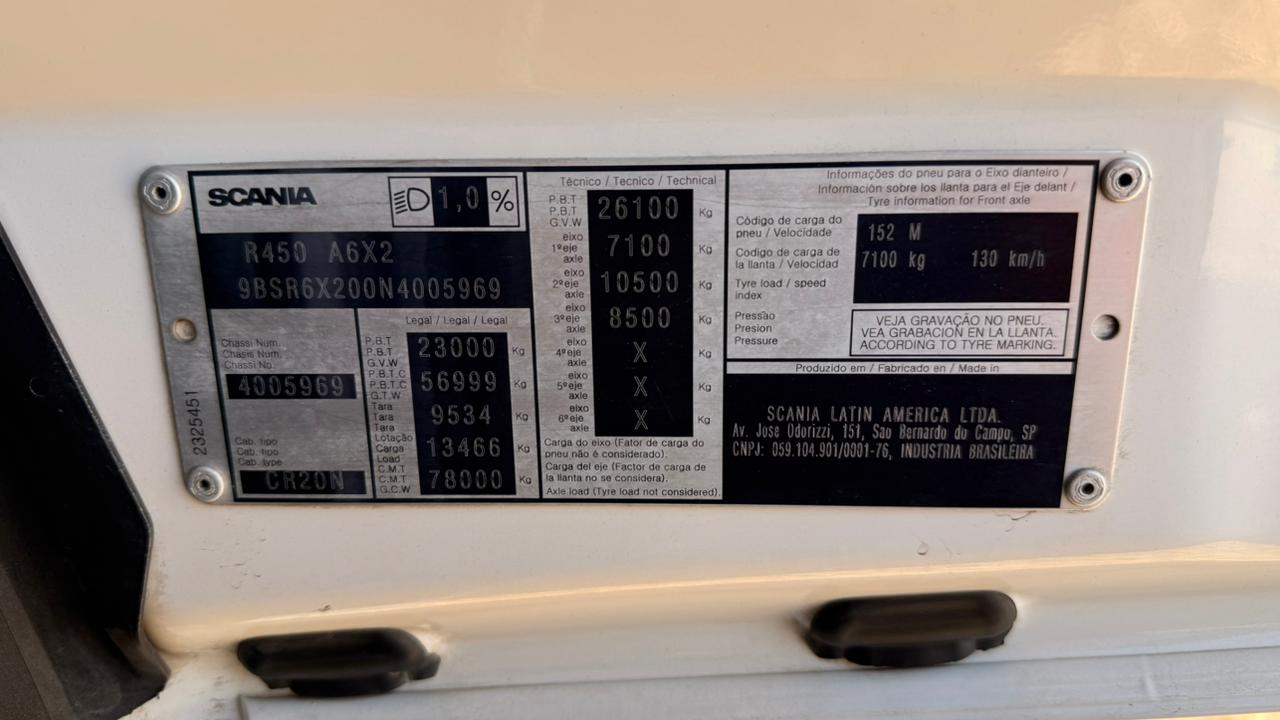 SCANIA
1,0 %
R450 A6X2
9BSR6X200N4005969
2325451
Chassi Num.
Chasis Num.
Chassi No.
4005969
Cab. tipo
Cab. tipo
Cab. type
CR20N
Legal / Legal / Legal
P.B.T
P.B.T
G.V.W
23000 Kg
P.B.T.C
P.B.T.C
G.T.W
56999 Kg
Tara
Tara
Tara
9534 Kg
Lotação
Carga
Load
13466 Kg
C.M.T
C.M.T
G.C.W
78000 Kg
Técnico / Tecnico / Technical
P.B.T
P.B.T
G.V.W
26100 Kg
eixo
1ºeje
axle
7100 Kg
eixo
2ºeje
axle
10500 Kg
eixo
3ºeje
axle
8500 Kg
eixo
4ºeje
axle
X Kg
eixo
5ºeje
axle
X Kg
eixo
6ºeje
axle
X Kg
Carga do eixo (Fator de carga do
pneu não é considerado).
Carga del eje (Factor de carga de
la llanta no se considera).
Axle load (Tyre load not considered).
Informações do pneu para o Eixo dianteiro /
Información sobre los llanta para el Eje delant /
Tyre information for Front axle
Código de carga do
pneu / Velocidade
Codigo de carga de
la llanta / Velocidad
Tyre load / speed
index
152 M
7100 kg 130 km/h
Pressão
Presion
Pressure
VEJA GRAVAÇÃO NO PNEU.
VEA GRABACION EN LA LLANTA.
ACCORDING TO TYRE MARKING.
Produzido em / Fabricado en / Made in
SCANIA LATIN AMERICA LTDA.
Av. Jose Odorizzi, 151, Sao Bernardo do Campo, SP
CNPJ: 059.104.901/0001-76, INDUSTRIA BRASILEIRA